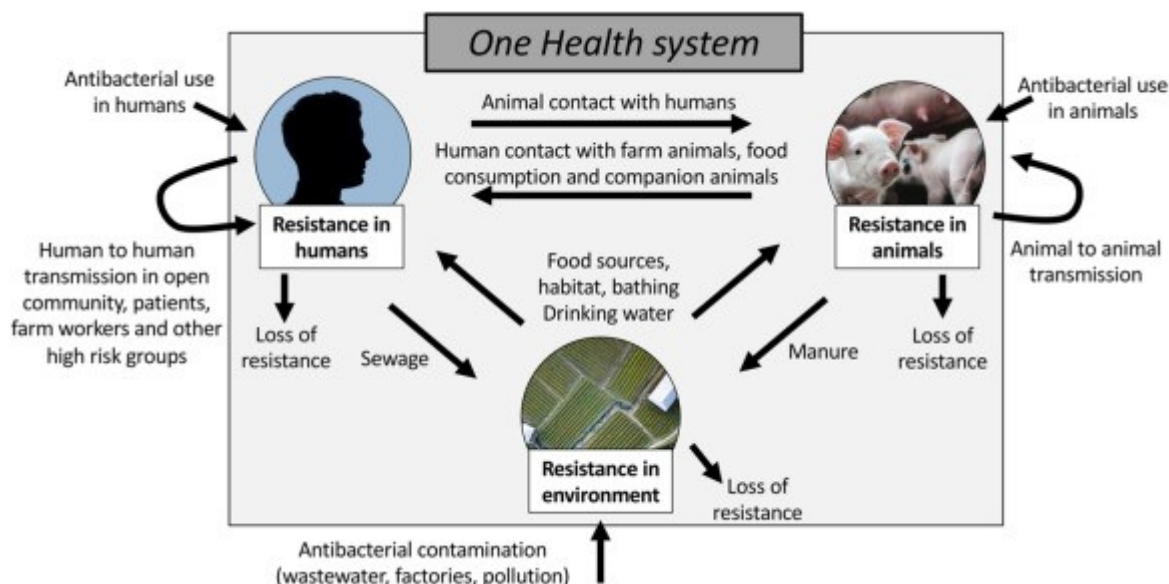 One Health system
Antibacterial use
in humans
Animal contact with humans
Antibacterial use
in animals
Human contact with farm animals, food
consumption and companion animals
Resistance in
humans
Resistance in
animals
Human to human
transmission in open
community, patients,
farm workers and other
high risk groups
Food sources,
habitat, bathing
Drinking water
Animal to animal
transmission
Loss of
resistance
Sewage
Manure
Loss of
resistance
Resistance in
environment
Loss of
resistance
Antibacterial contamination
(wastewater, factories, pollution)